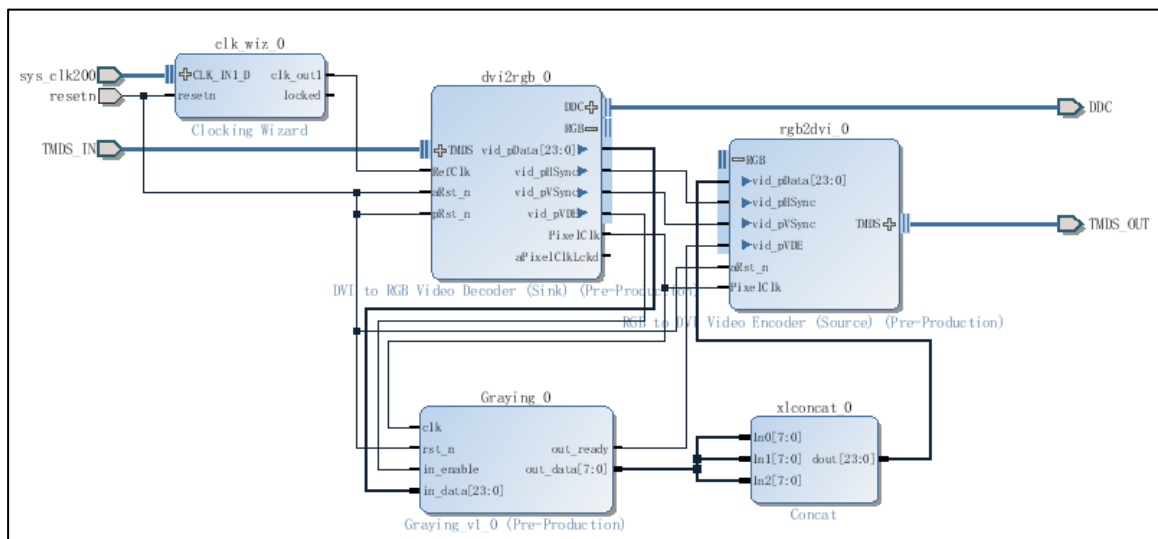 clk_wiz_0
sys_clk200
resetn
CLK_IN1_D
clk_out1
resetn
locked
Clocking Wizard
TMDS_IN
dvi2rgb_0
DDC
RGB
TMDS
vid_pData[23:0]
RefClk
vid_pHSync
aRst_n
vid_pVSync
pRst_n
vid_pVDE
PixelClk
aPixelClkLckd
DVI to RGB Video Decoder (Sink) (Pre-Production)
DDC
rgb2dvi_0
RGB
vid_pData[23:0]
vid_pHSync
vid_pVSync
TMDS
vid_pVDE
aRst_n
PixelClk
RGB to DVI Video Encoder (Source) (Pre-Production)
TMDS_OUT
Graying_0
clk
rst_n
out_ready
in_enable
out_data[7:0]
in_data[23:0]
Graying_v1_0 (Pre-Production)
xlconcat_0
In0[7:0]
In1[7:0]
dout[23:0]
In2[7:0]
Concat